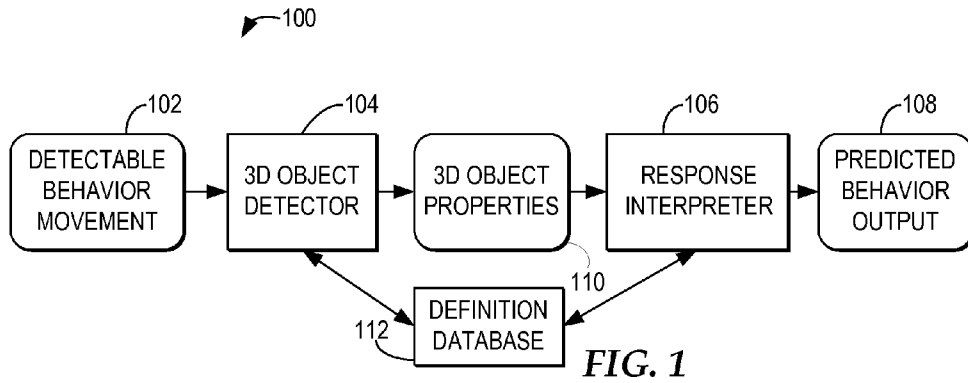 100
102
104
106
108
DETECTABLE
BEHAVIOR
MOVEMENT
3D OBJECT
DETECTOR
3D OBJECT
PROPERTIES
RESPONSE
INTERPRETER
PREDICTED
BEHAVIOR
OUTPUT
110
112
DEFINITION
DATABASE
FIG. 1